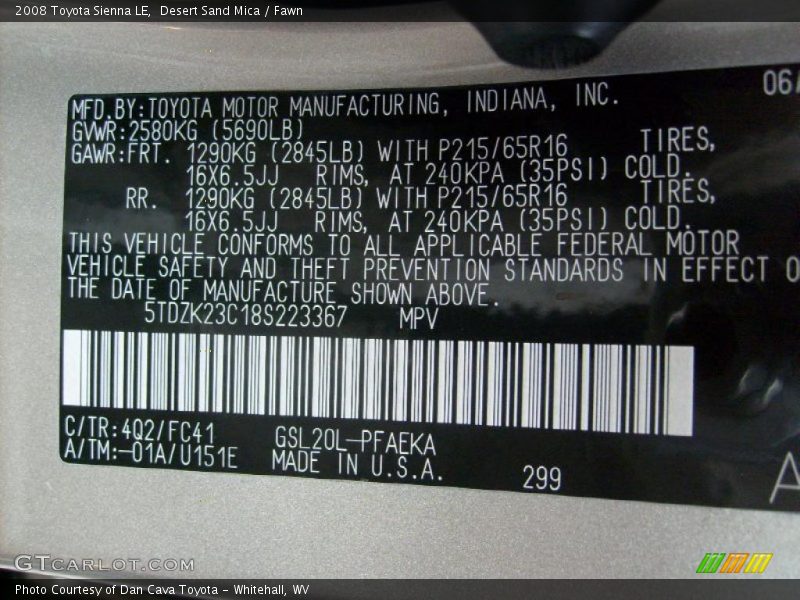 2008 Toyota Sienna LE,  Desert Sand Mica / Fawn
06/
MFD.BY:TOYOTA MOTOR MANUFACTURING, INDIANA, INC.
GVWR:2580KG (5690LB)
GAWR:FRT. 1290KG (2845LB) WITH P215/65R16 TIRES,
16X6.5JJ RIMS, AT 240KPA (35PSI) COLD.
RR. 1290KG (2845LB) WITH P215/65R16 TIRES,
16X6.5JJ RIMS, AT 240KPA (35PSI) COLD.
THIS VEHICLE CONFORMS TO ALL APPLICABLE FEDERAL MOTOR
VEHICLE SAFETY AND THEFT PREVENTION STANDARDS IN EFFECT O
THE DATE OF MANUFACTURE SHOWN ABOVE.
5TDZK23C18S223367 MPV
C/TR:4Q2/FC41 GSL20L-PFAEKA
A/TM:-01A/U151E MADE IN U.S.A. 299
A
GTCARLOT.COM
Photo Courtesy of Dan Cava Toyota – Whitehall, WV